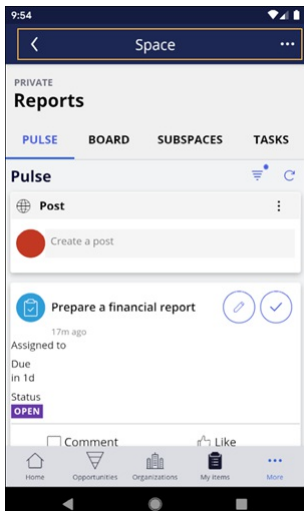 9:54
Space
PRIVATE
Reports
PULSE BOARD SUBSPACES TASKS
Pulse
Post
Create a post
Prepare a financial report
17m ago
Assigned to
Due
in 1d
Status
OPEN
Comment Like
Home Opportunities Organizations My items More